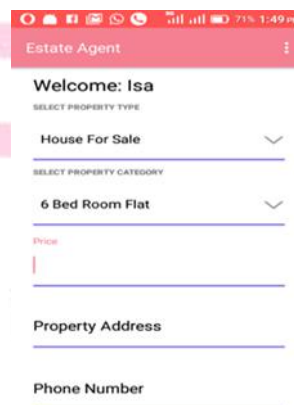 71% 1:49 PM
Estate Agent
Welcome: Isa
SELECT PROPERTY TYPE
House For Sale
SELECT PROPERTY CATEGORY
6 Bed Room Flat
Price
Property Address
Phone Number